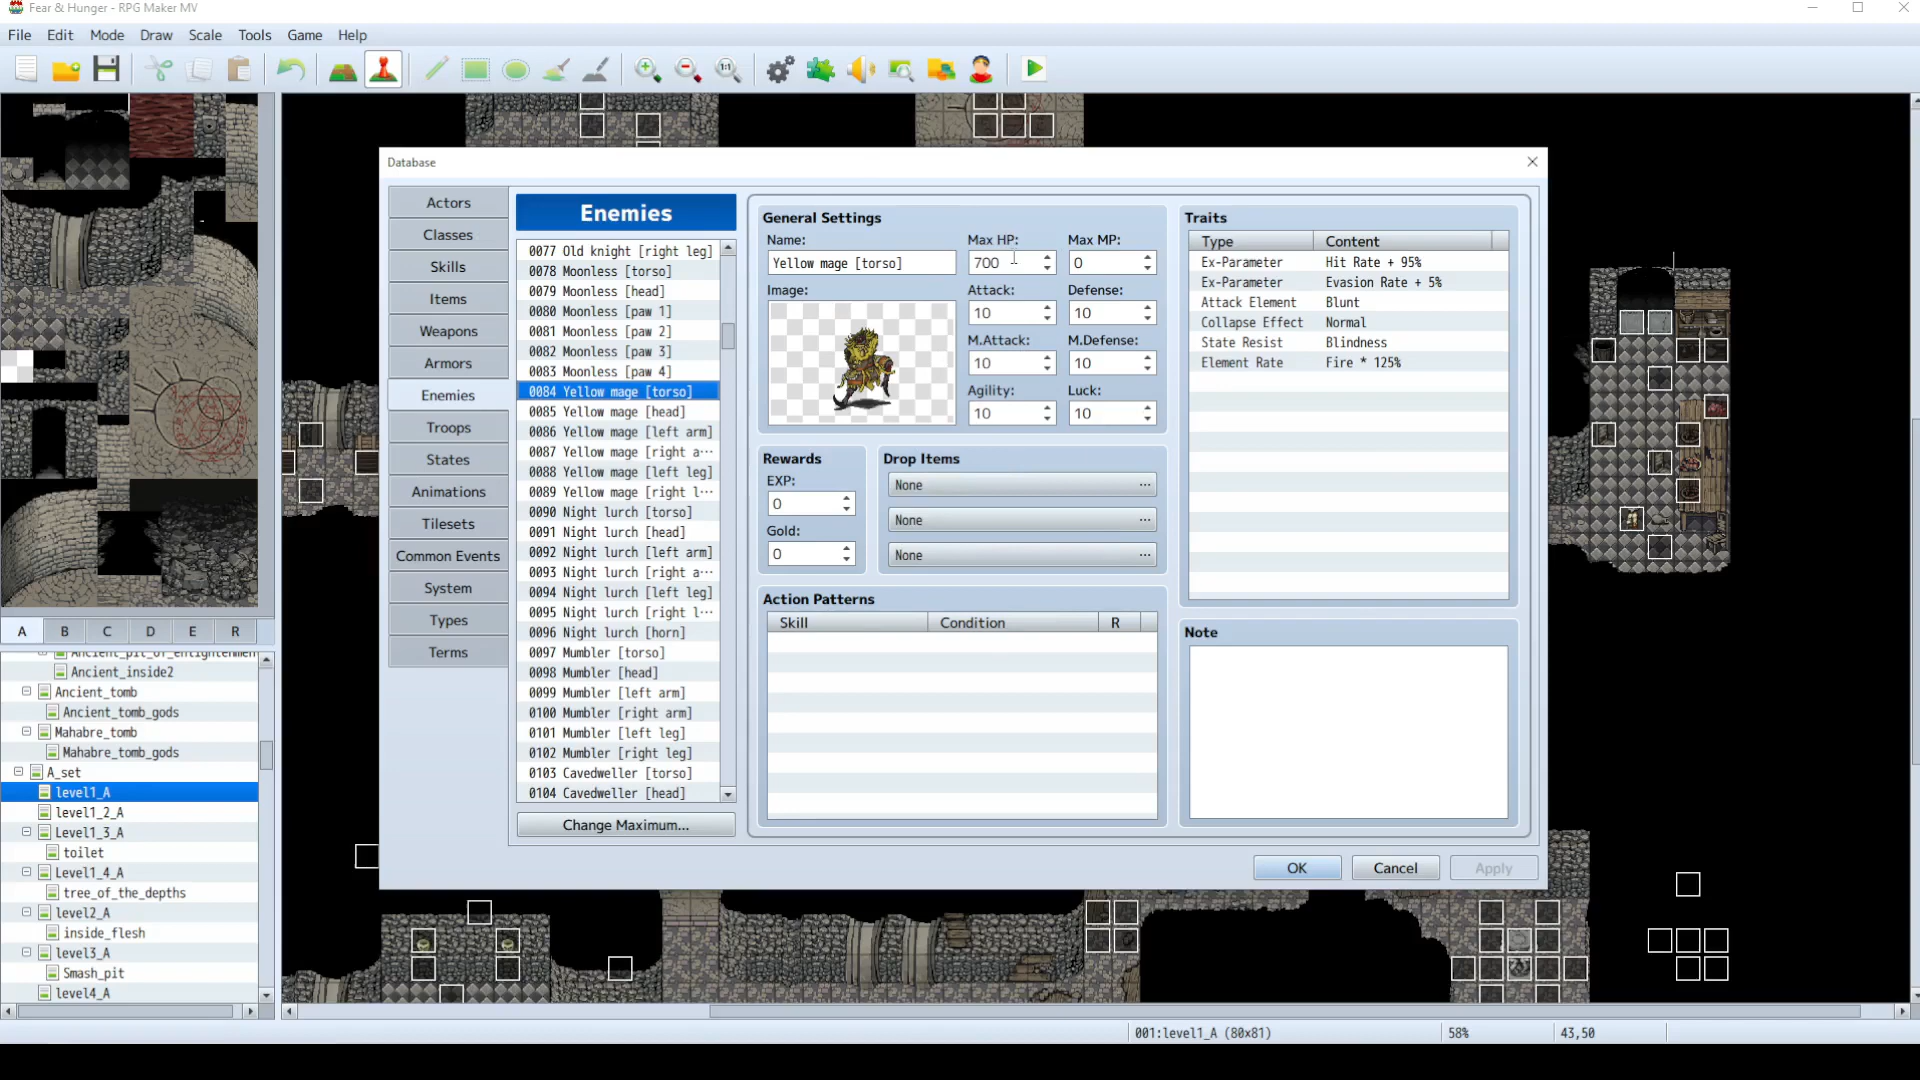 Fear & Hunger - RPG Maker MV
File Edit Mode Draw Scale Tools Game Help
1:1
Database
Actors
Classes
Skills
Items
Weapons
Armors
Enemies
Troops
States
Animations
Tilesets
Common Events
System
Types
Terms
Enemies
0077 Old knight [right leg]
0078 Moonless [torso]
0079 Moonless [head]
0080 Moonless [paw 1]
0081 Moonless [paw 2]
0082 Moonless [paw 3]
0083 Moonless [paw 4]
0084 Yellow mage [torso]
0085 Yellow mage [head]
0086 Yellow mage [left arm]
0087 Yellow mage [right a…
0088 Yellow mage [left leg]
0089 Yellow mage [right l…
0090 Night lurch [torso]
0091 Night lurch [head]
0092 Night lurch [left arm]
0093 Night lurch [right a…
0094 Night lurch [left leg]
0095 Night lurch [right l…
0096 Night lurch [horn]
0097 Mumbler [torso]
0098 Mumbler [head]
0099 Mumbler [left arm]
0100 Mumbler [right arm]
0101 Mumbler [left leg]
0102 Mumbler [right leg]
0103 Cavedweller [torso]
0104 Cavedweller [head]
Change Maximum...
General Settings
Name: Max HP: Max MP:
Yellow mage [torso] 700 0
Image: Attack: Defense:
10 10
M.Attack: M.Defense:
10 10
Agility: Luck:
10 10
Rewards
EXP:
0
Gold:
0
Drop Items
None ...
None ...
None ...
Action Patterns
Skill Condition R
Traits
Type Content
Ex-Parameter Hit Rate + 95%
Ex-Parameter Evasion Rate + 5%
Attack Element Blunt
Collapse Effect Normal
State Resist Blindness
Element Rate Fire * 125%
Note
OK Cancel Apply
A B C D E R
Ancient_pit_of_enlightenmen
Ancient_inside2
Ancient_tomb
Ancient_tomb_gods
Mahabre_tomb
Mahabre_tomb_gods
A_set
level1_A
level1_2_A
Level1_3_A
toilet
Level1_4_A
tree_of_the_depths
level2_A
inside_flesh
level3_A
Smash_pit
level4_A
001:level1_A (80x81) 58% 43,50